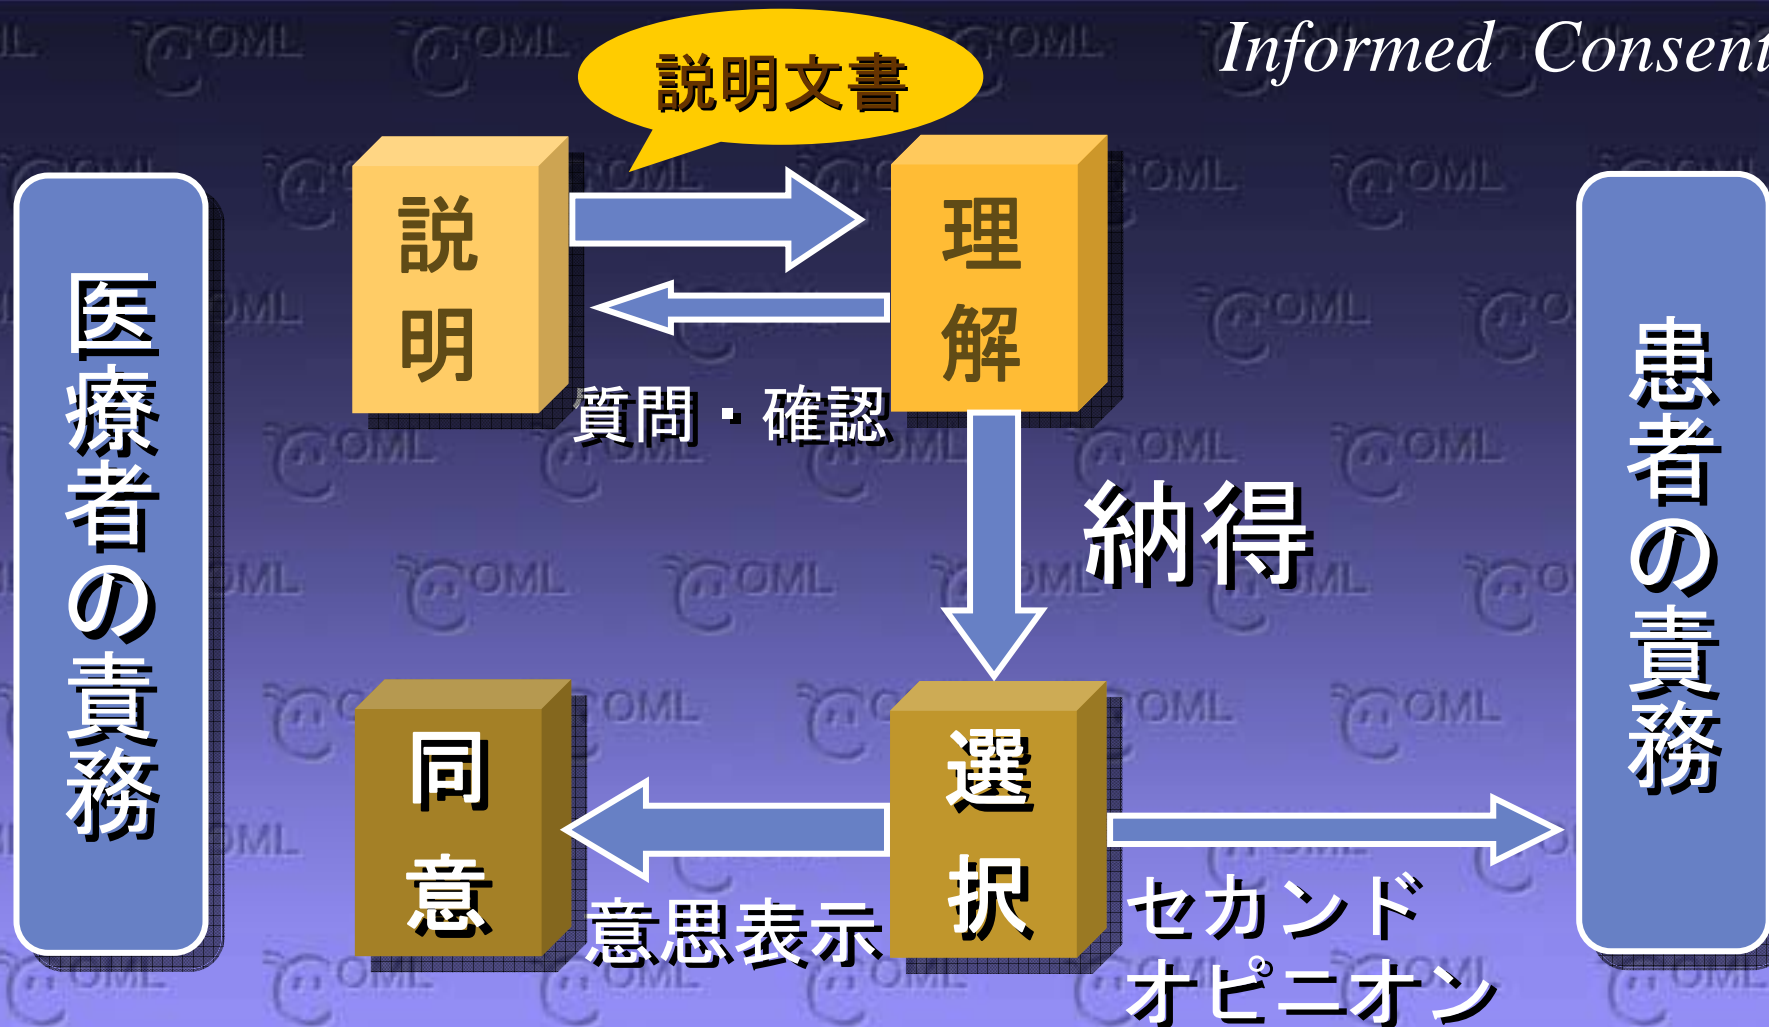 Informed Consent
説明文書
説明
理解
質問・確認
医療者の責務
患者の責務
納得
同意
選択
意思表示
セカンド
オピニオン
COML